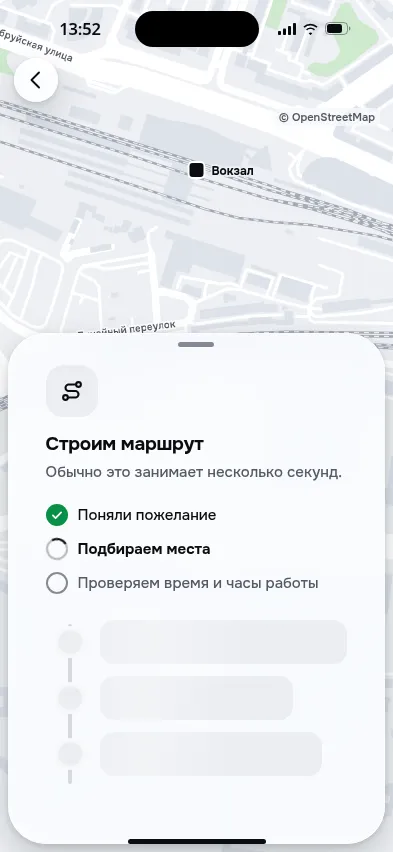 13:52
бруйская улица
© OpenStreetMap
Вокзал
переулок
Строим маршрут
Обычно это занимает несколько секунд.
Поняли пожелание
Подбираем места
Проверяем время и часы работы